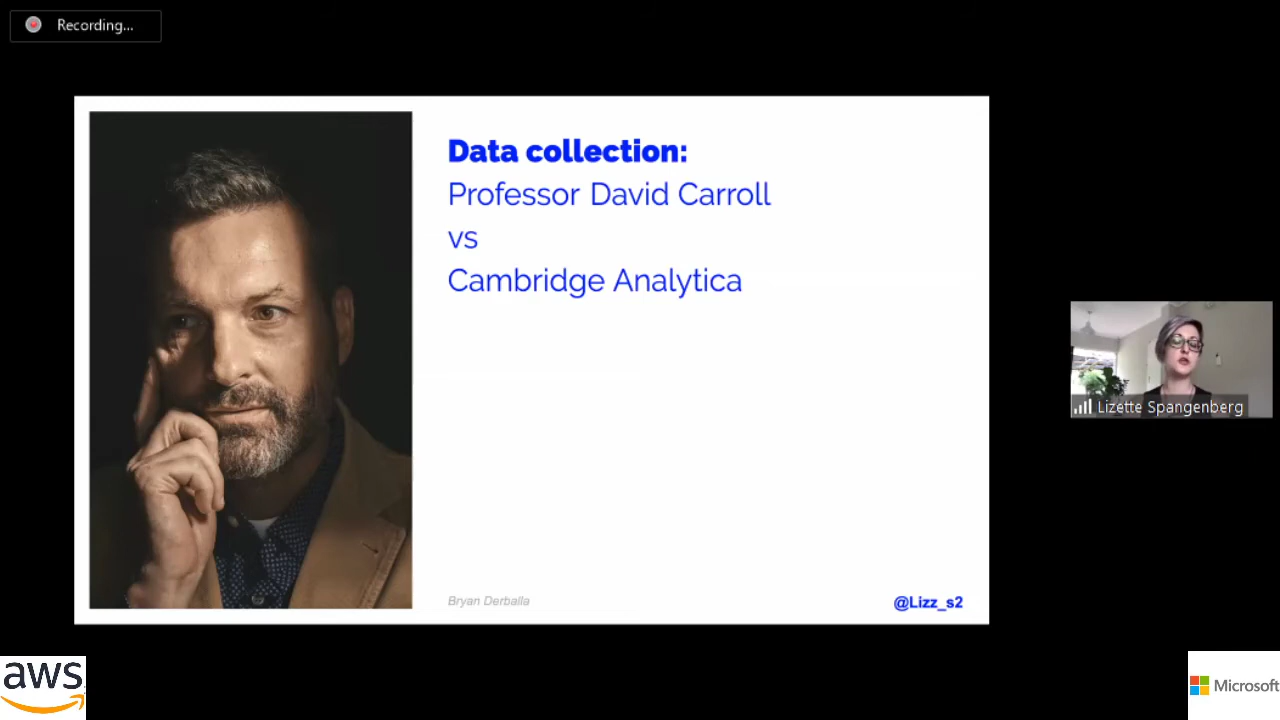 Recording...
Data collection:
Professor David Carroll
vs
Cambridge Analytica
Bryan Derballa
@Lizz_s2
Lizette Spangenberg
aws
Microsoft